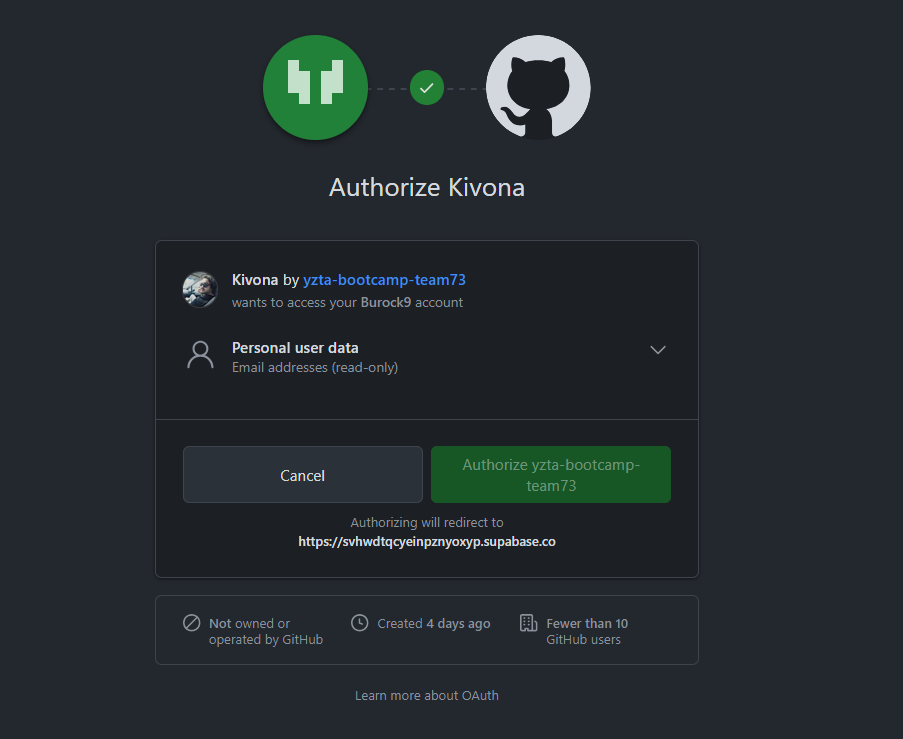 Authorize Kivona
Kivona by yzta-bootcamp-team73
wants to access your Burock9 account
Personal user data
Email addresses (read-only)
Cancel
Authorize yzta-bootcamp-
team73
Authorizing will redirect to
https://svhwdtqcyeinpznyoxyp.supabase.co
Not owned or
operated by GitHub
Created 4 days ago
Fewer than 10
GitHub users
Learn more about OAuth